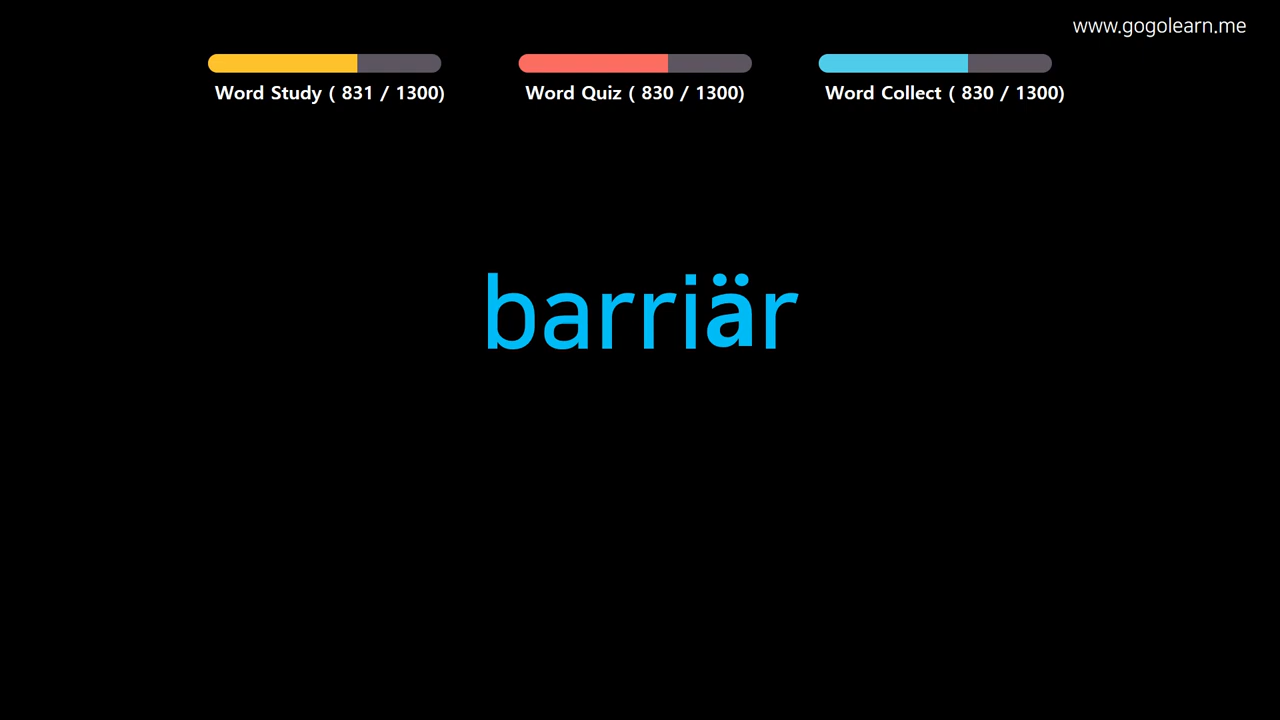 www.gogolearn.me
Word Study ( 831 / 1300)
Word Quiz ( 830 / 1300)
Word Collect ( 830 / 1300)
barriär